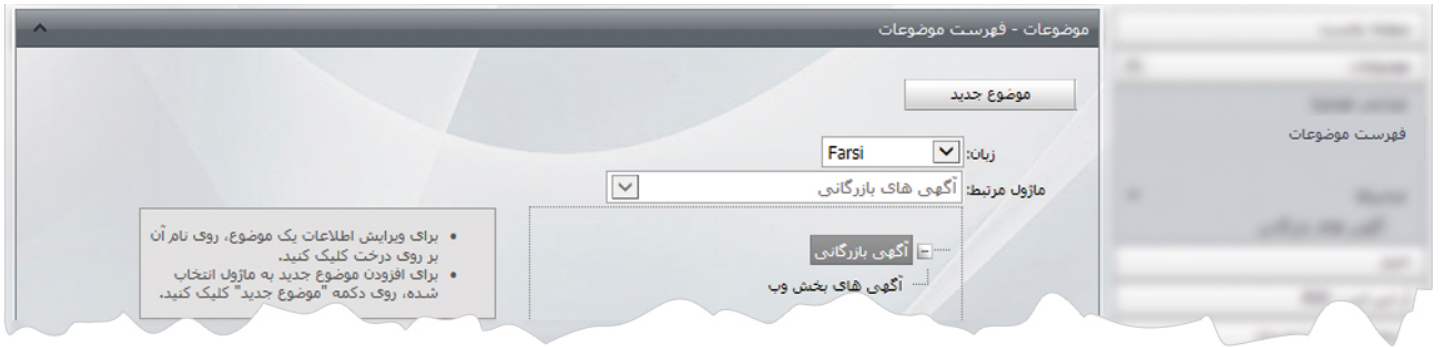 موضوعات - فهرست موضوعات
موضوع جدید
زبان: Farsi
ماژول مرتبط: آگهی های بازرگانی
آگهی بازرگانی
آگهی های بخش وب
• برای ویرایش اطلاعات یک موضوع، روی نام آن
بر روی درخت کلیک کنید.
• برای افزودن موضوع جدید به ماژول انتخاب
شده، روی دکمه "موضوع جدید" کلیک کنید.
فهرست موضوعات